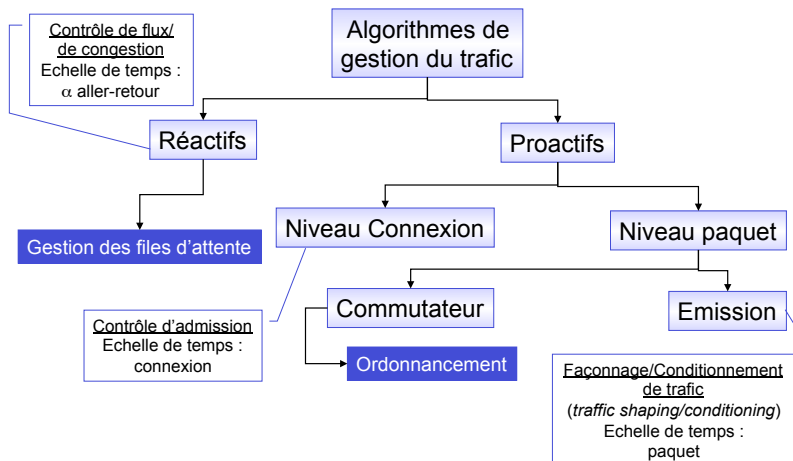 Contrôle de flux/
de congestion
Echelle de temps :
α aller-retour
Algorithmes de
gestion du trafic
Réactifs
Proactifs
Gestion des files d'attente
Niveau Connexion
Niveau paquet
Contrôle d'admission
Echelle de temps :
connexion
Commutateur
Emission
Ordonnancement
Façonnage/Conditionnement
de trafic
(traffic shaping/conditioning)
Echelle de temps :
paquet